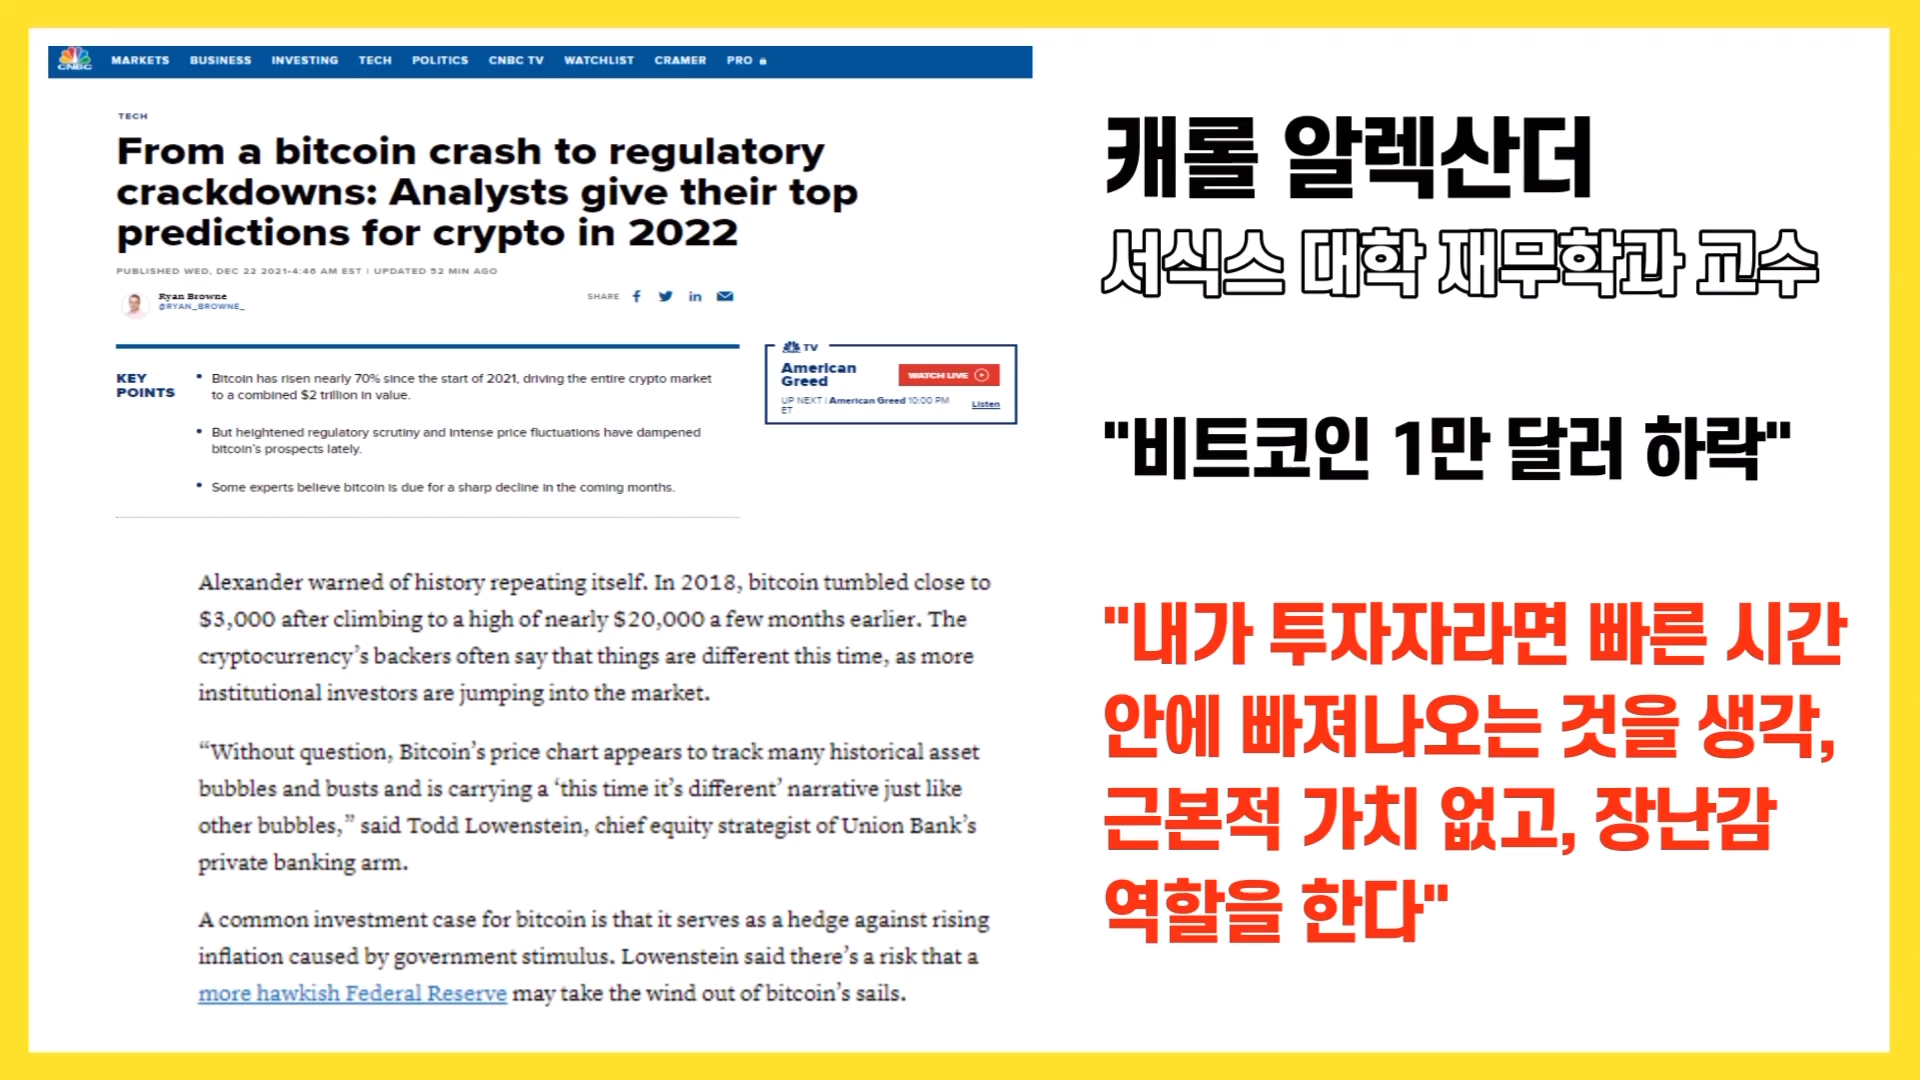 CNBC MARKETS BUSINESS INVESTING TECH POLITICS CNBC TV WATCHLIST CRAMER PRO
TECH
From a bitcoin crash to regulatory
crackdowns: Analysts give their top
predictions for crypto in 2022
PUBLISHED WED, DEC 22 2021•4:46 AM EST | UPDATED 52 MIN AGO
Ryan Browne
@RYAN_BROWNE_
SHARE
KEY
POINTS
• Bitcoin has risen nearly 70% since the start of 2021, driving the entire crypto market
to a combined $2 trillion in value.
• But heightened regulatory scrutiny and intense price fluctuations have dampened
bitcoin's prospects lately.
• Some experts believe bitcoin is due for a sharp decline in the coming months.
TV
American
Greed
WATCH LIVE
UP NEXT | American Greed 10:00 PM
ET
Listen
Alexander warned of history repeating itself. In 2018, bitcoin tumbled close to
$3,000 after climbing to a high of nearly $20,000 a few months earlier. The
cryptocurrency's backers often say that things are different this time, as more
institutional investors are jumping into the market.
“Without question, Bitcoin's price chart appears to track many historical asset
bubbles and busts and is carrying a ‘this time it's different’ narrative just like
other bubbles,” said Todd Lowenstein, chief equity strategist of Union Bank's
private banking arm.
A common investment case for bitcoin is that it serves as a hedge against rising
inflation caused by government stimulus. Lowenstein said there's a risk that a
more hawkish Federal Reserve may take the wind out of bitcoin's sails.
캐롤 알렉산더
서식스 대학 재무학과 교수
"비트코인 1만 달러 하락"
"내가 투자자라면 빠른 시간
안에 빠져나오는 것을 생각,
근본적 가치 없고, 장난감
역할을 한다"